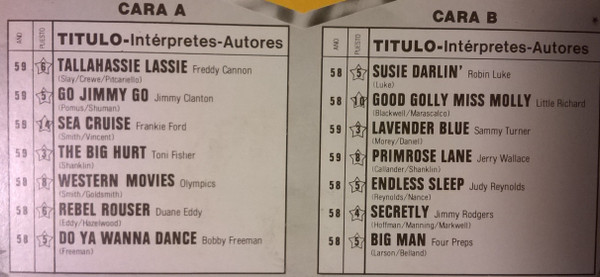 CARA A
AÑO PUESTO TITULO-Intérpretes-Autores
59 6 TALLAHASSIE LASSIE Freddy Cannon
(Slay/Crewe/Pitcariello)
59 5 GO JIMMY GO Jimmy Clanton
(Pomus/Shuman)
59 14 SEA CRUISE Frankie Ford
(Smith/Vincent)
59 3 THE BIG HURT Toni Fisher
(Shanklin)
58 8 WESTERN MOVIES Olympics
(Smith/Goldsmith)
58 6 REBEL ROUSER Duane Eddy
(Eddy/Hazelwood)
58 5 DO YA WANNA DANCE Bobby Freeman
(Freeman)
CARA B
AÑO PUESTO TITULO-Intérpretes-Autores
58 5 SUSIE DARLIN' Robin Luke
(Luke)
58 10 GOOD GOLLY MISS MOLLY Little Richard
(Blackwell/Marascalco)
59 3 LAVENDER BLUE Sammy Turner
(Morey/Daniel)
59 8 PRIMROSE LANE Jerry Wallace
(Callander/Shanklin)
58 5 ENDLESS SLEEP Judy Reynolds
(Reynolds/Nance)
58 4 SECRETLY Jimmy Rodgers
(Hoffman/Manning/Markwell)
58 5 BIG MAN Four Preps
(Larson/Belland)